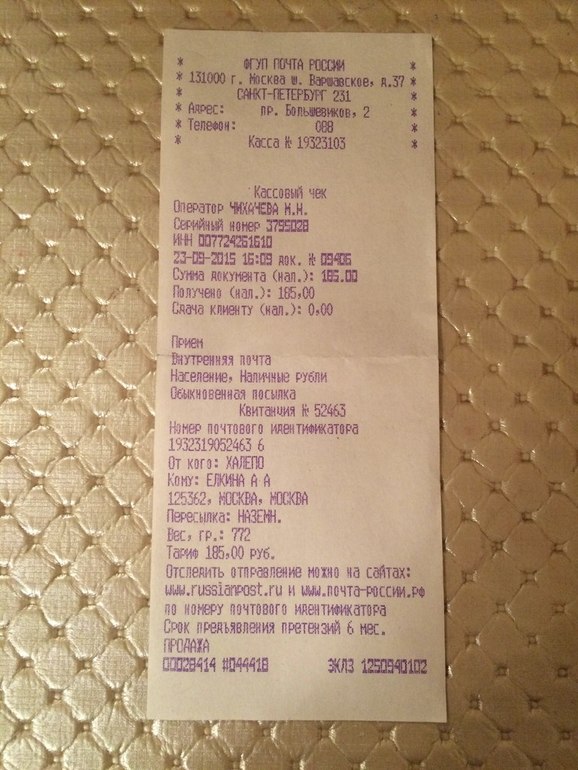 * ФГУП ПОЧТА РОССИИ *
* 131000 г. Москва ш. Варшавское, д.37 *
* САНКТ-ПЕТЕРБУРГ 231 *
* Адрес: пр. Большевиков, 2 *
* Телефон: 008 *
* Касса № 19323103 *
Кассовый чек
Оператор ЧИХАЧЕВА М.Н.
Серийный номер 3795028
ИНН 007724261610
23-09-2015 16:09 док. № 09406
Сумма документа (нал.): 185.00
Получено (нал.): 185,00
Сдача клиенту (нал.): 0,00
Прием
Внутренняя почта
Население, Наличные рубли
Обыкновенная посылка
Квитанция № 52463
Номер почтового идентификатора
1932319052463 6
От кого: ХАЛЕПО
Кому: ЕЛКИНА А А
125362, МОСКВА, МОСКВА
Пересылка: НАЗЕМН.
Вес, гр.: 772
Тариф 185,00 руб.
Отследить отправление можно на сайтах:
www.russianpost.ru и www.почта-россии.рф
по номеру почтового идентификатора
Срок предъявления претензий 6 мес.
ПРОДАЖА
00028414 #044418 ЭКЛЗ 1250940102